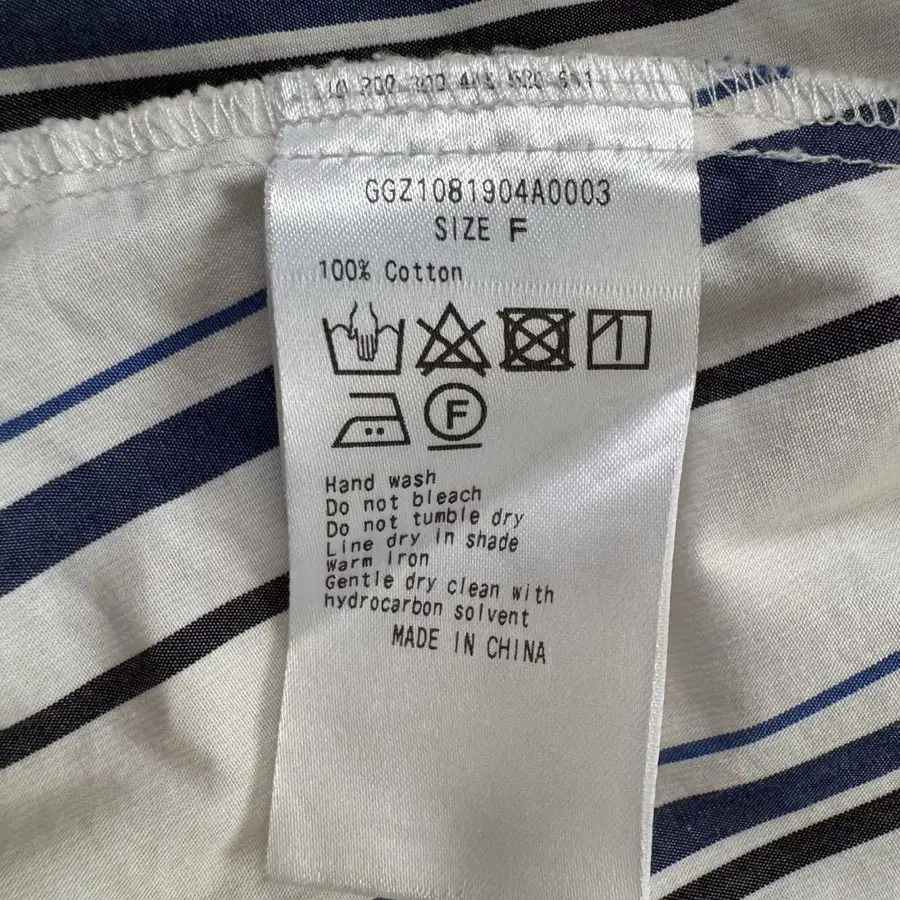 GGZ1081904A0003
SIZE F
100% Cotton
F
Hand wash
Do not bleach
Do not tumble dry
Line dry in shade
Warm iron
Gentle dry clean with
hydrocarbon solvent
MADE IN CHINA